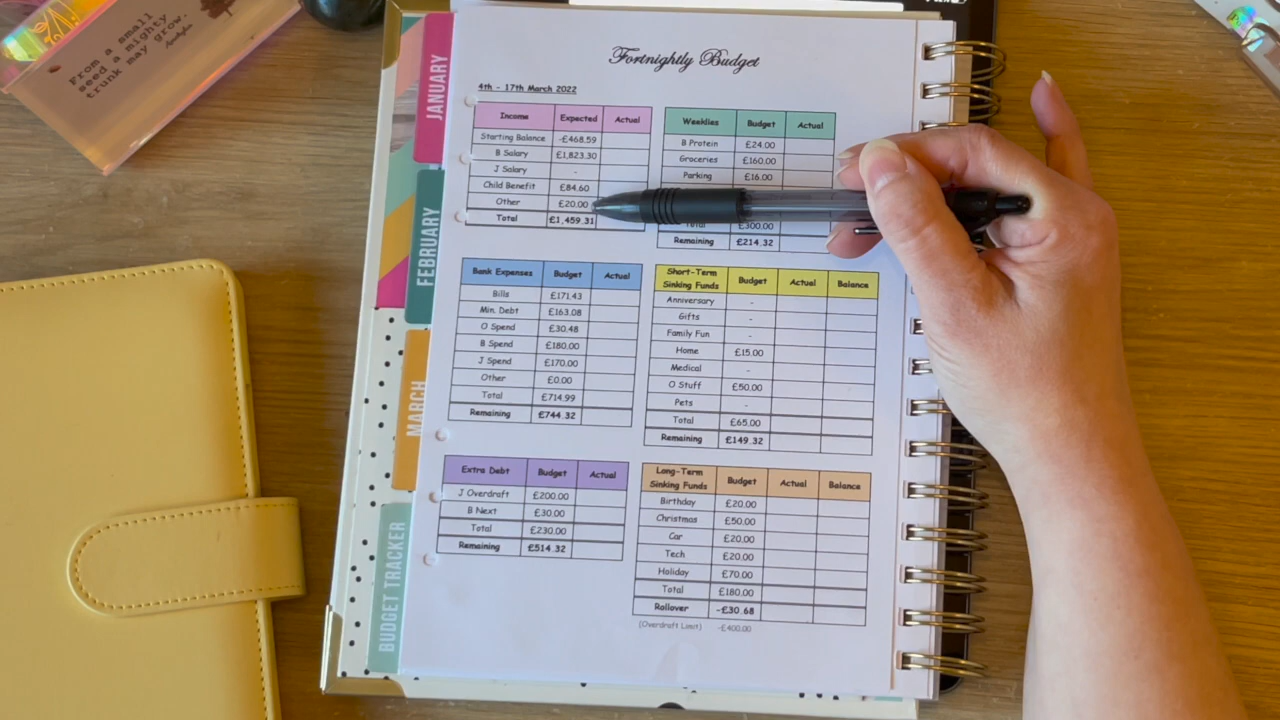 From a small
seed a mighty
trunk may grow.
Aeschylus
JANUARY
FEBRUARY
MARCH
BUDGET TRACKER
Fortnightly Budget
4th - 17th March 2022
Income Expected Actual
Starting Balance -£468.59
B Salary £1,823.30
J Salary -
Child Benefit £84.60
Other £20.00
Total £1,459.31
Weeklies Budget Actual
B Protein £24.00
Groceries £160.00
Parking £16.00
Total £300.00
Remaining £214.32
Bank Expenses Budget Actual
Bills £171.43
Min. Debt £163.08
O Spend £30.48
B Spend £180.00
J Spend £170.00
Other £0.00
Total £714.99
Remaining £744.32
Short-Term
Sinking Funds Budget Actual Balance
Anniversary -
Gifts -
Family Fun -
Home £15.00
Medical -
O Stuff £50.00
Pets -
Total £65.00
Remaining £149.32
Extra Debt Budget Actual
J Overdraft £200.00
B Next £30.00
Total £230.00
Remaining £514.32
Long-Term
Sinking Funds Budget Actual Balance
Birthday £20.00
Christmas £50.00
Car £20.00
Tech £20.00
Holiday £70.00
Total £180.00
Rollover -£30.68
(Overdraft Limit) -£400.00